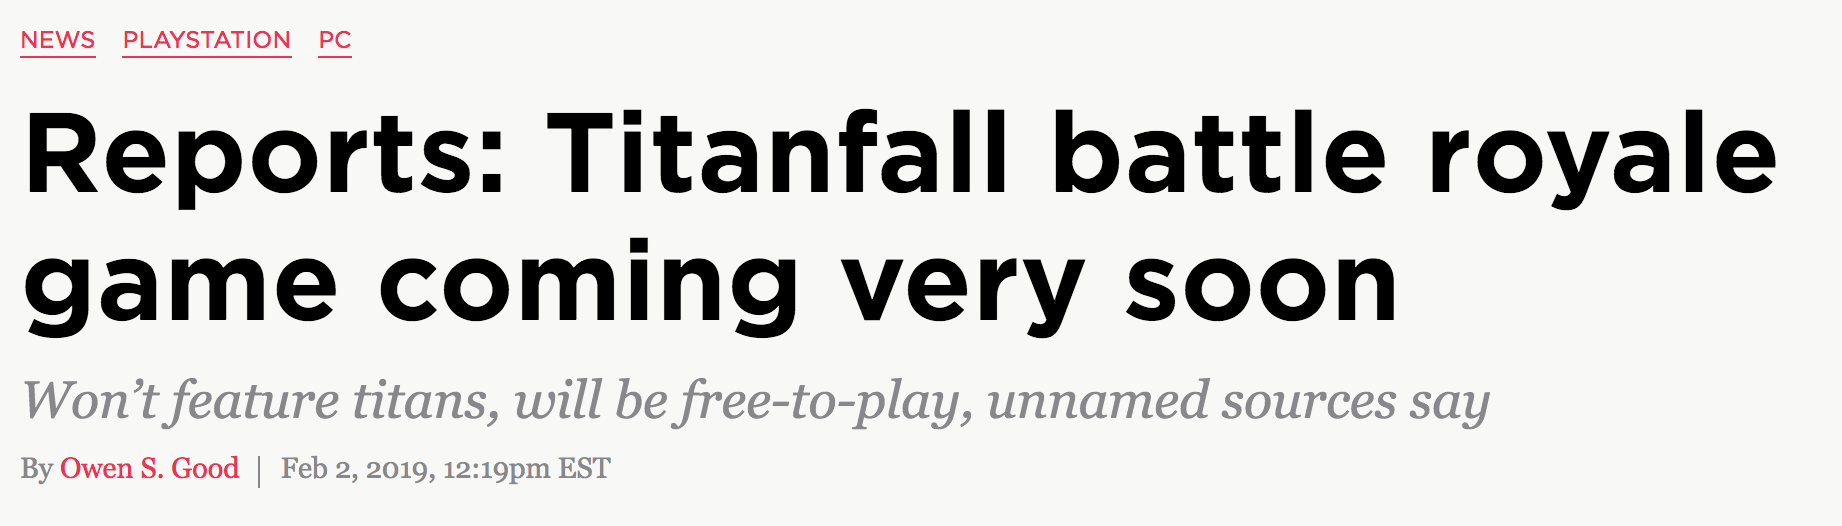 NEWS PLAYSTATION PC
Reports: Titanfall battle royale
game coming very soon
Won’t feature titans, will be free-to-play, unnamed sources say
By Owen S. Good | Feb 2, 2019, 12:19pm EST